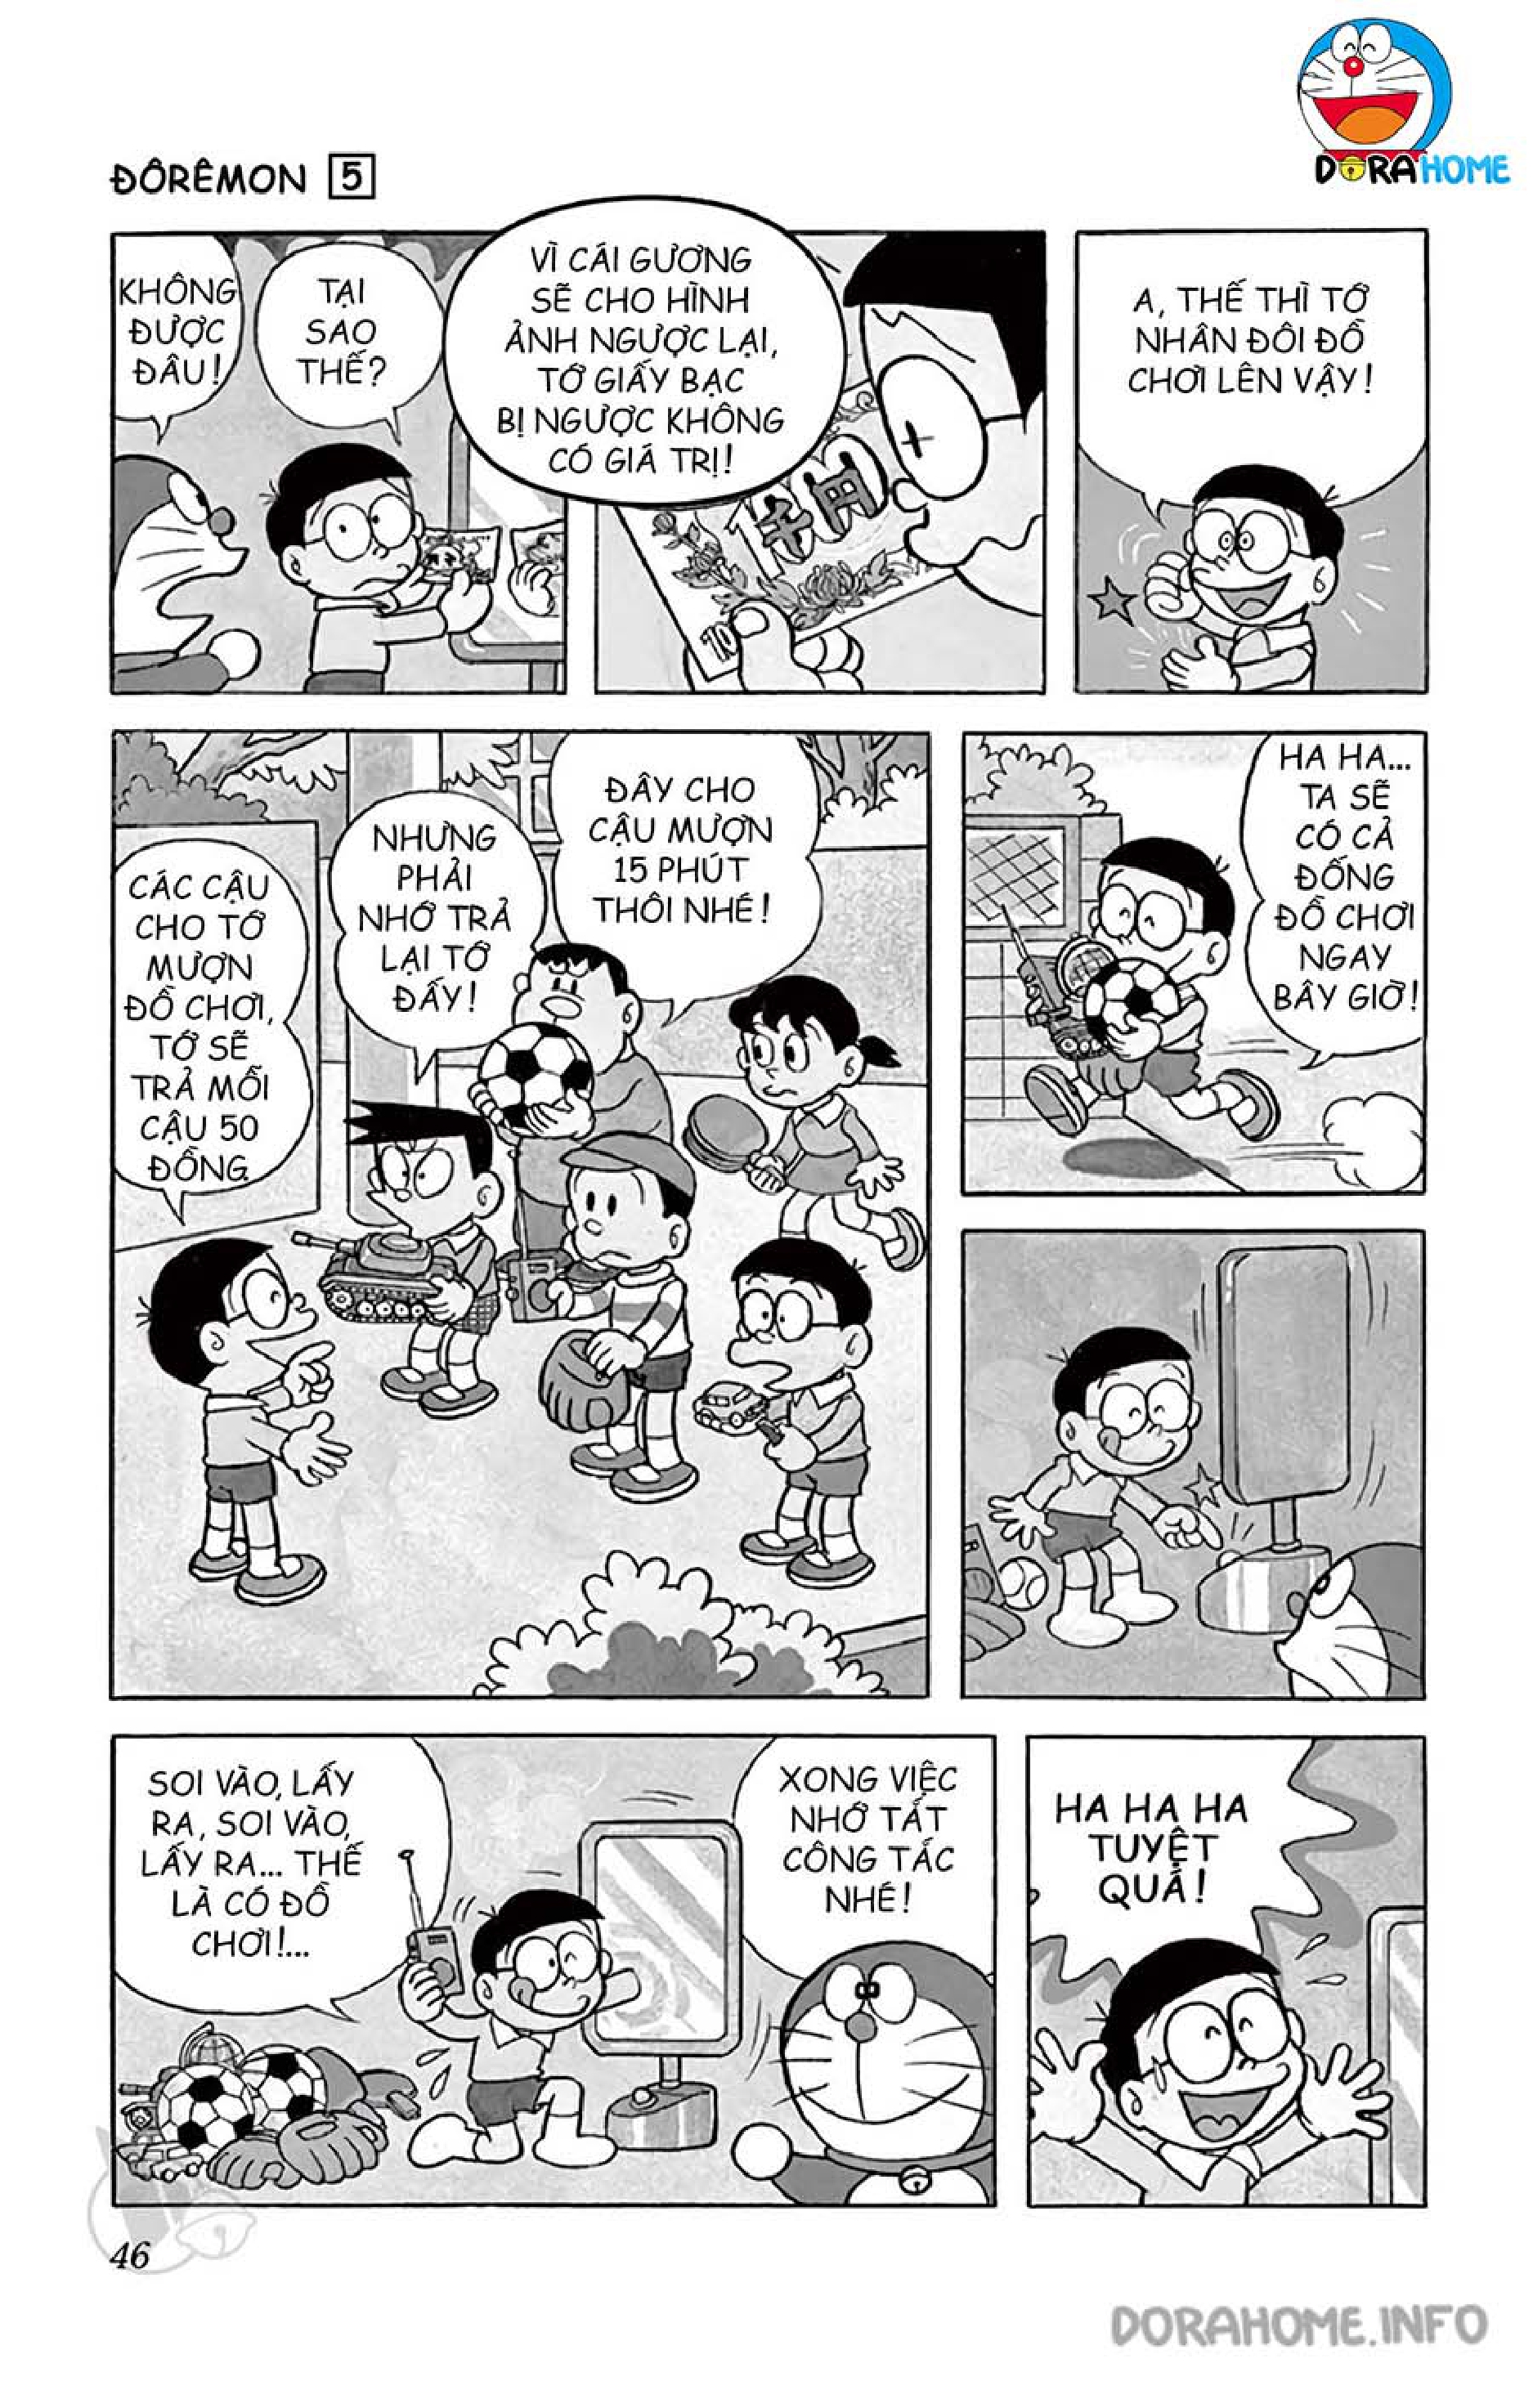 DORAHOME
ĐÔRÊMON 5
KHÔNG
ĐƯỢC
ĐÂU!
TẠI
SAO
THẾ?
VÌ CÁI GƯƠNG
SẼ CHO HÌNH
ẢNH NGƯỢC LẠI,
TỜ GIẤY BẠC
BỊ NGƯỢC KHÔNG
CÓ GIÁ TRỊ!
10
A, THẾ THÌ TỚ
NHÂN ĐÔI ĐỒ
CHƠI LÊN VẬY!
CÁC CẬU
CHO TỚ
MƯỢN
ĐỒ CHƠI,
TỚ SẼ
TRẢ MỖI
CẬU 50
ĐỒNG.
NHƯNG
PHẢI
NHỚ TRẢ
LẠI TỚ
ĐẤY!
ĐÂY CHO
CẬU MƯỢN
15 PHÚT
THÔI NHÉ!
HA HA...
TA SẼ
CÓ CẢ
ĐỐNG
ĐỒ CHƠI
NGAY
BÂY GIỜ!
SOI VÀO, LẤY
RA, SOI VÀO,
LẤY RA... THẾ
LÀ CÓ ĐỒ
CHƠI!...
XONG VIỆC
NHỚ TẮT
CÔNG TẮC
NHÉ!
HA HA HA
TUYỆT
QUÁ!
46
DORAHOME.INFO